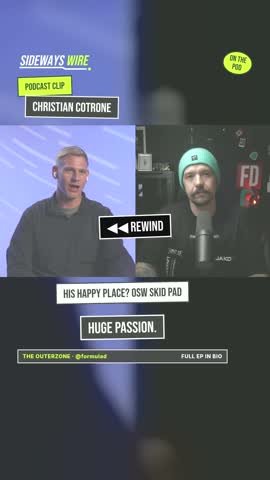 SIDEWAYS WIRE.
ON THE
POD
PODCAST CLIP
CHRISTIAN COTRONE
FD
REWIND
HIS HAPPY PLACE? OSW SKID PAD
HUGE PASSION.
THE OUTERZONE - @formulad
FULL EP IN BIO